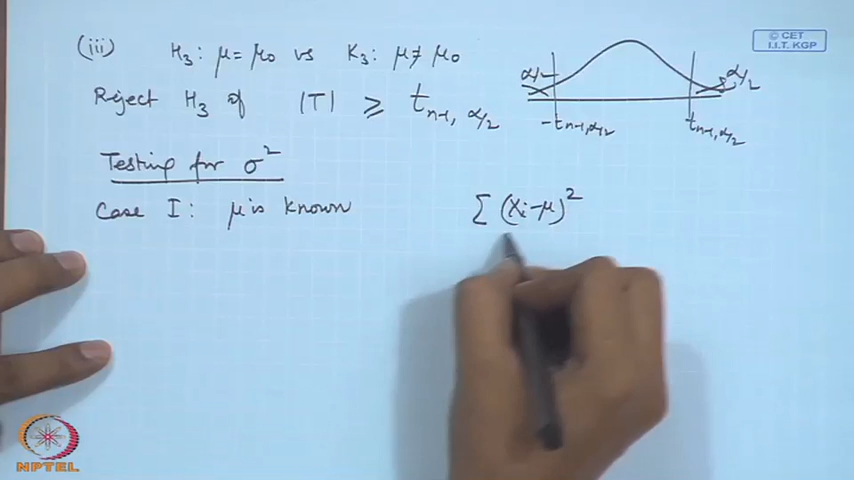 (iii) H₃ : μ = μ₀ vs K₃ : μ ≠ μ₀
Reject H₃ if |T| ≥ t_{n-1, α/2}
α/2 α/2
-t_{n-1, α/2} t_{n-1, α/2}
Testing for σ²
Case I : μ is known Σ (Xi-μ)²
© CET
I.I.T. KGP
NPTEL